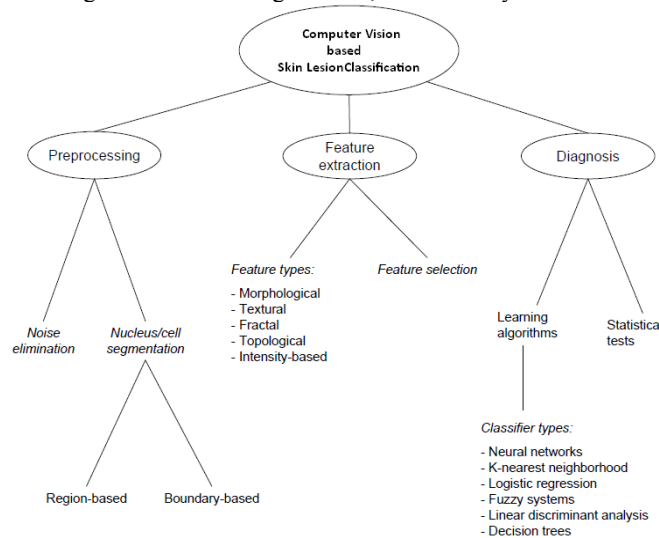 Computer Vision
based
Skin LesionClassification
Preprocessing
Feature
extraction
Diagnosis
Feature types:
- Morphological
- Textural
- Fractal
- Topological
- Intensity-based
Feature selection
Noise
elimination
Nucleus/cell
segmentation
Learning
algorithms
Statistical
tests
Region-based
Boundary-based
Classifier types:
- Neural networks
- K-nearest neighborhood
- Logistic regression
- Fuzzy systems
- Linear discriminant analysis
- Decision trees